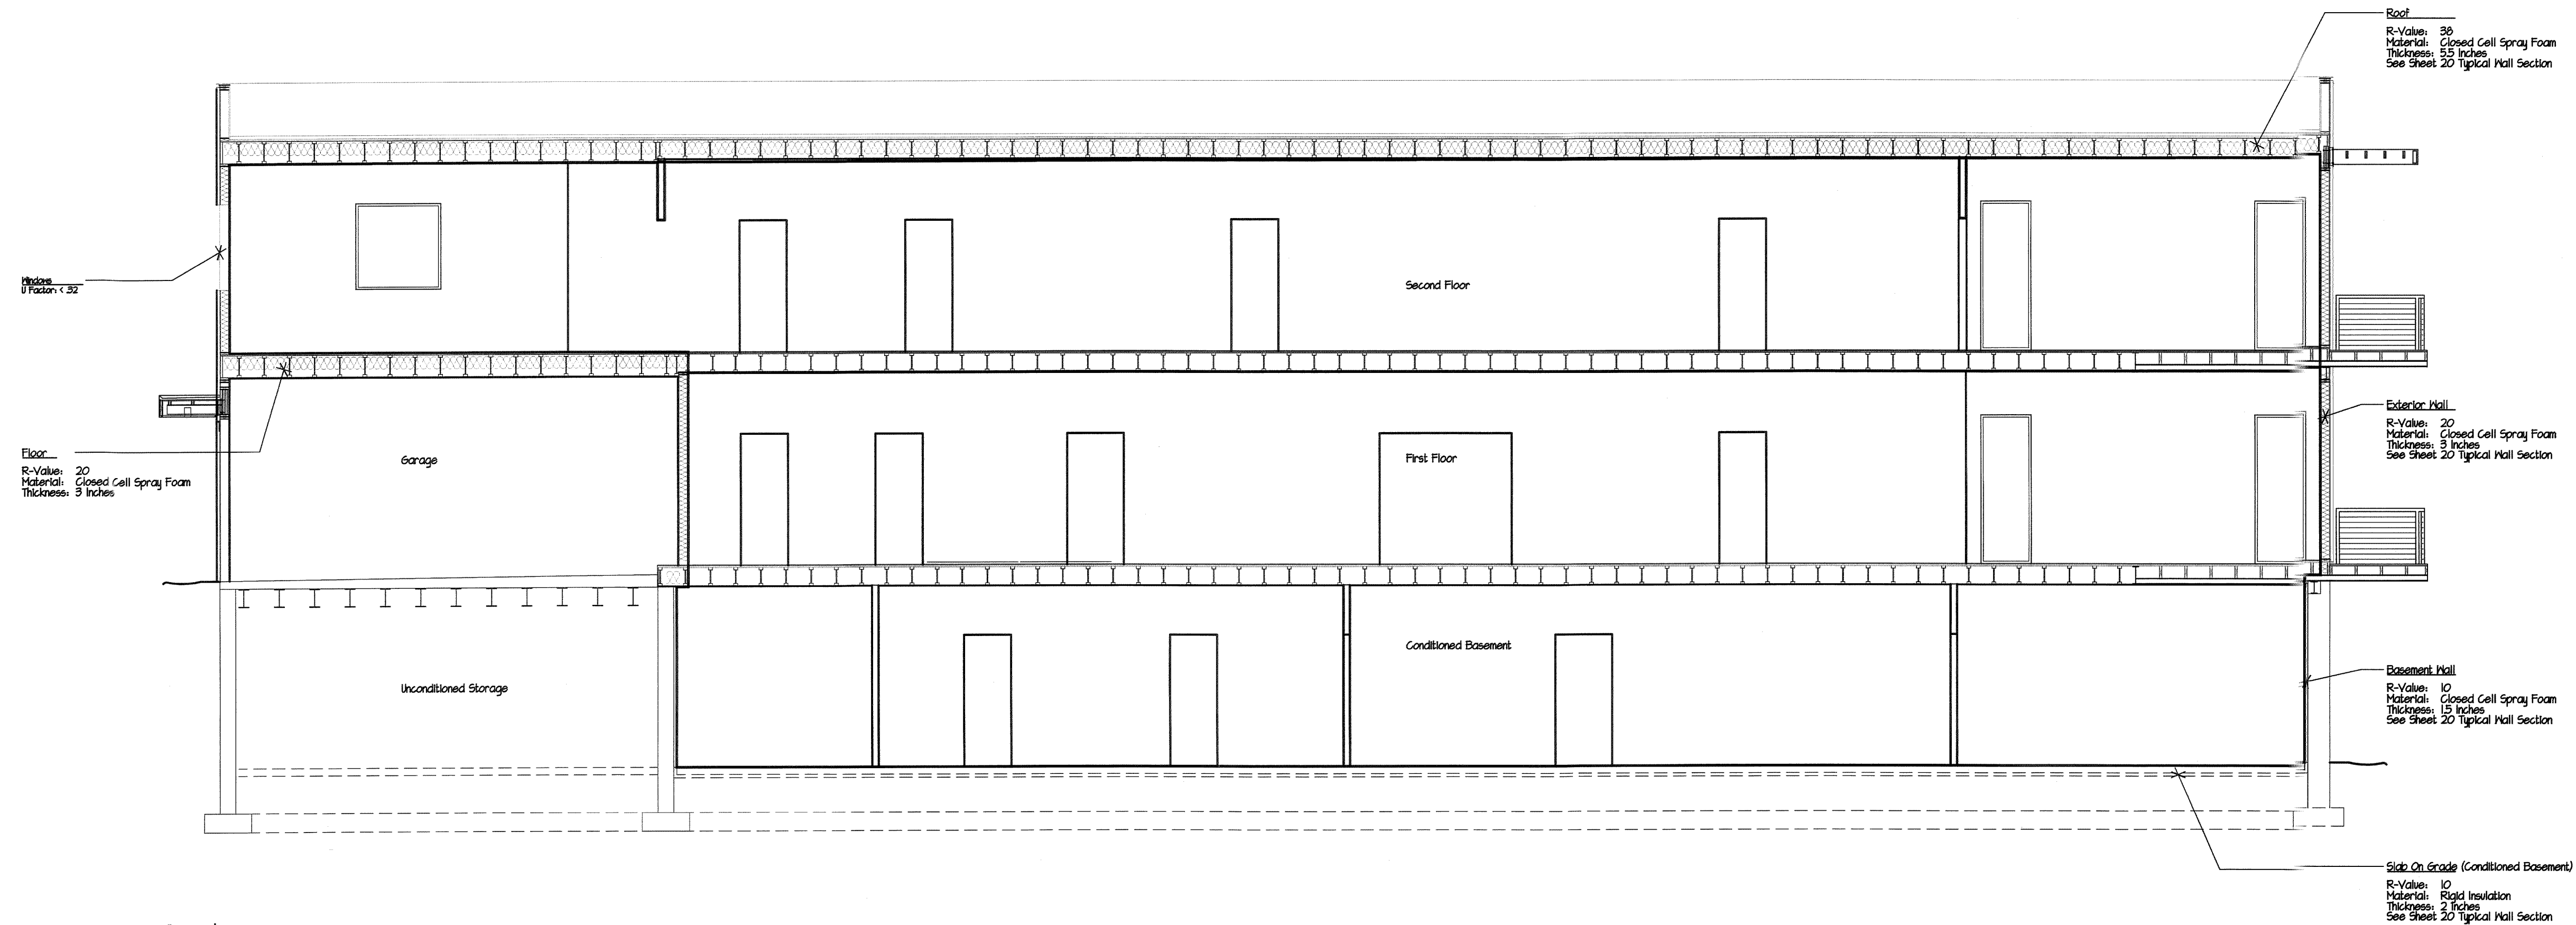 Roof
R-Value: 38
Material: Closed Cell Spray Foam
Thickness: 5.5 Inches
See Sheet 20 Typical Wall Section
Windows
U Factor: < .32
Second Floor
Exterior Wall
R-Value: 20
Material: Closed Cell Spray Foam
Thickness: 3 Inches
See Sheet 20 Typical Wall Section
Floor
R-Value: 20
Material: Closed Cell Spray Foam
Thickness: 3 Inches
Garage
First Floor
Conditioned Basement
Unconditioned Storage
Basement Wall
R-Value: 10
Material: Closed Cell Spray Foam
Thickness: 1.5 Inches
See Sheet 20 Typical Wall Section
Slab On Grade (Conditioned Basement)
R-Value: 10
Material: Rigid Insulation
Thickness: 2 Inches
See Sheet 20 Typical Wall Section